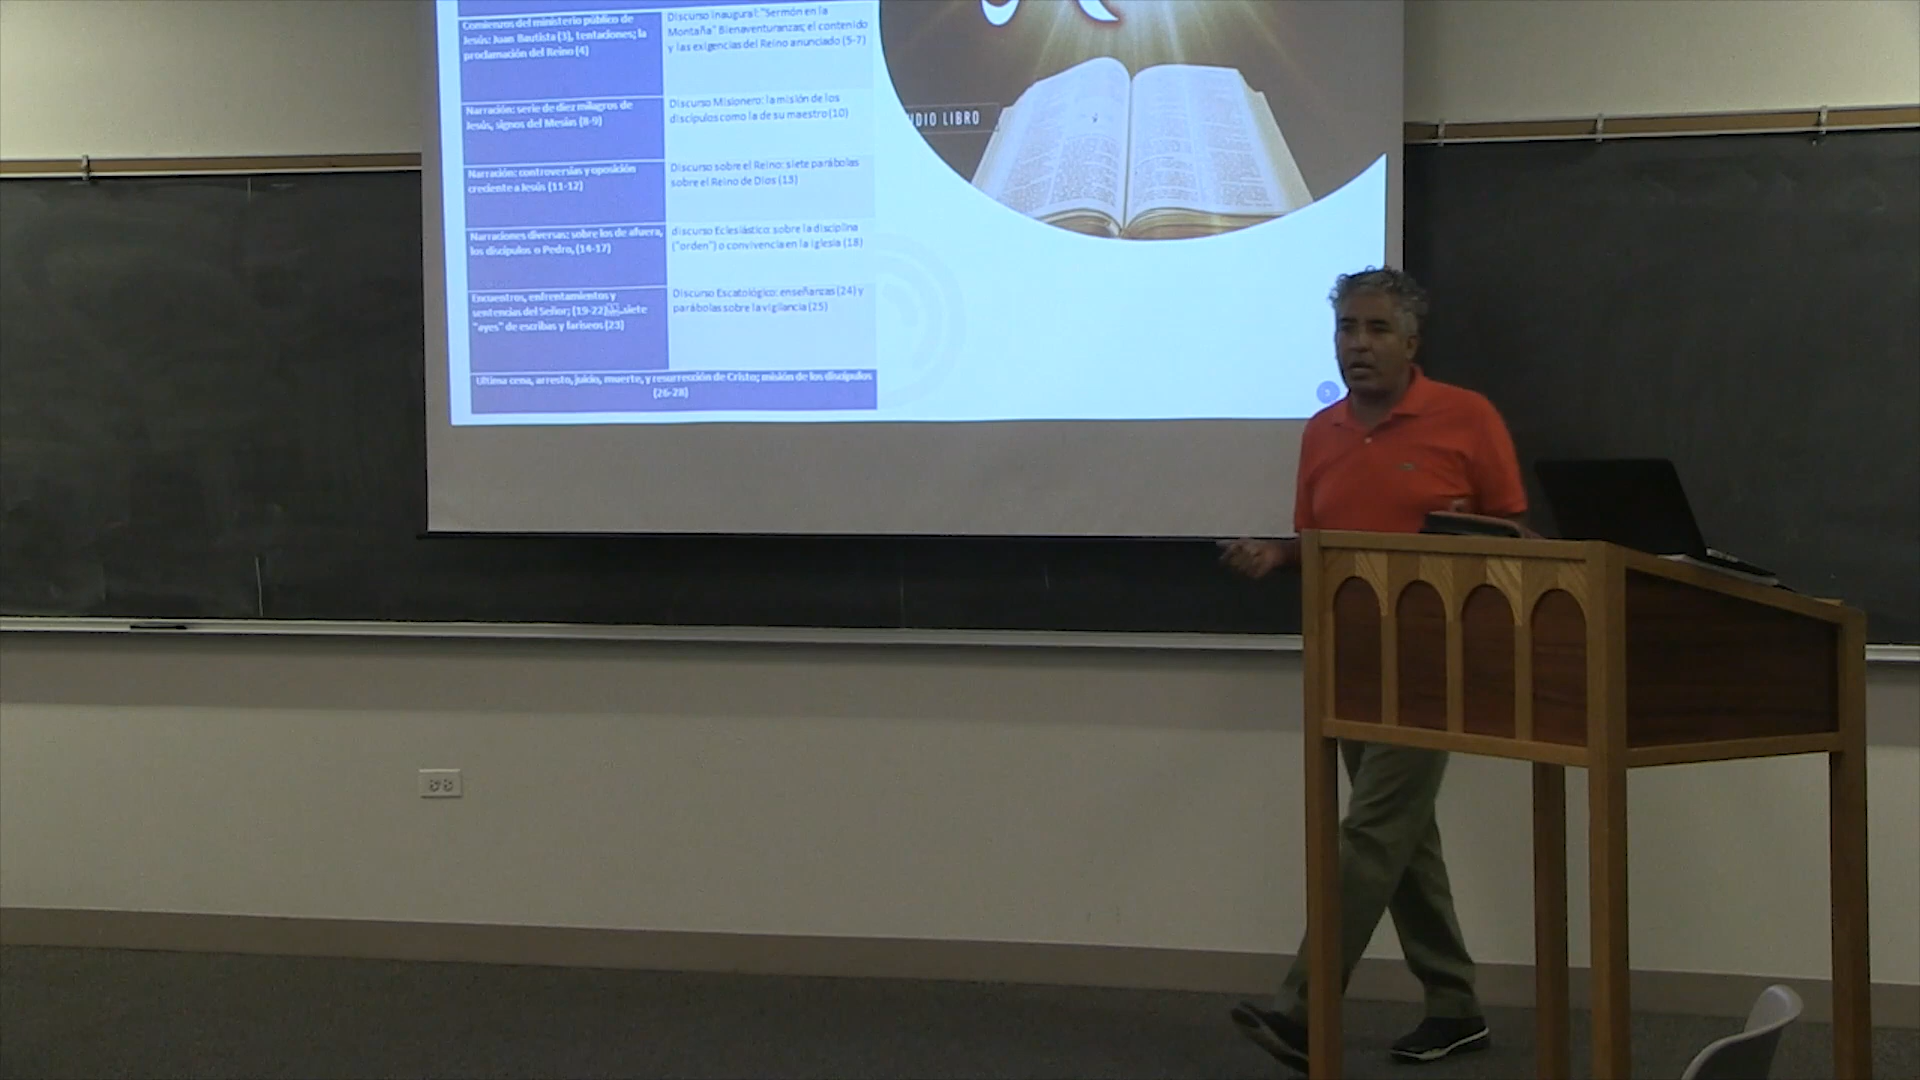 Comienzos del ministerio público de
Jesús: Juan Bautista (3), tentaciones; la
proclamación del Reino (4)
Discurso inaugural: "Sermón en la
Montaña" Bienaventuranzas; el contenido
y las exigencias del Reino anunciado (5-7)
Narración: serie de diez milagros de
Jesús, signos del Mesías (8-9)
Discurso Misionero: la misión de los
discípulos como la de su maestro (10)
Narración: controversias y oposición
creciente a Jesús (11-12)
Discurso sobre el Reino: siete parábolas
sobre el Reino de Dios (13)
Narraciones diversas: sobre los de afuera,
los discípulos o Pedro, (14-17)
discurso Eclesiástico: sobre la disciplina
("orden") o convivencia en la iglesia (18)
Encuentros, enfrentamientos y
sentencias del Señor; (19-22) siete
"ayes" de escribas y fariseos (23)
Discurso Escatológico: enseñanzas (24) y
parábolas sobre la vigilancia (25)
Ultima cena, arresto, juicio, muerte, y resurrección de Cristo; misión de los discípulos
(26-28)
UDIO LIBRO